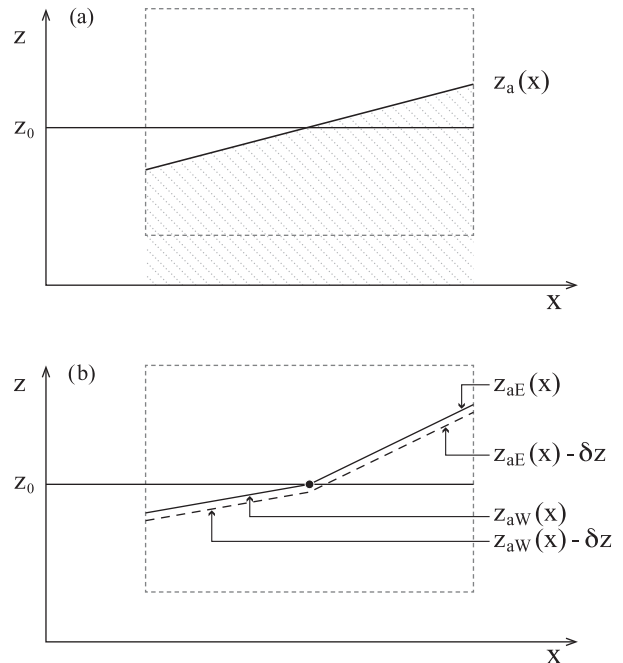 (a)
z
z_a(x)
z_0
x
(b)
z
z_aE(x)
z_aE(x) - δz
z_0
z_aW(x)
z_aW(x) - δz
x